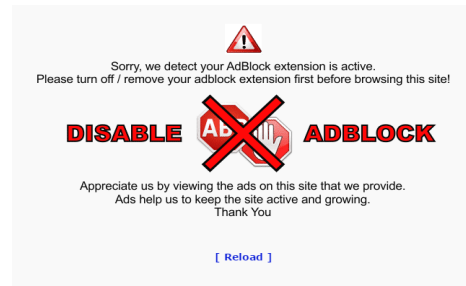 Sorry, we detect your AdBlock extension is active.
Please turn off / remove your adblock extension first before browsing this site!
DISABLE ABP ADBLOCK
Appreciate us by viewing the ads on this site that we provide.
Ads help us to keep the site active and growing.
Thank You
[ Reload ]